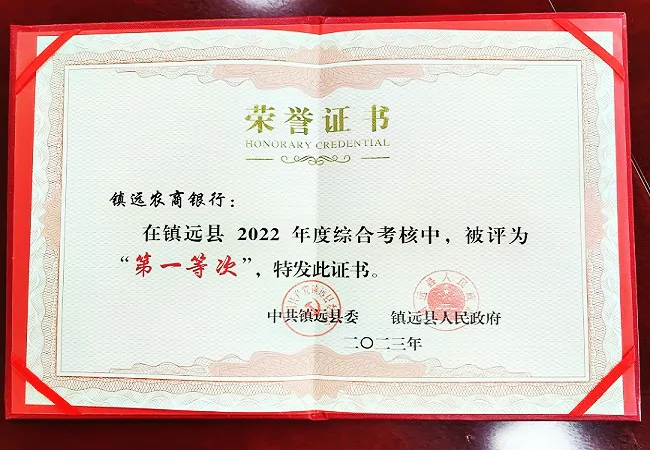 荣誉证书
HONORARY CREDENTIAL
镇远农商银行：
在镇远县 2022 年度综合考核中，被评为
“第一等次”，特发此证书。
中共镇远县委 镇远县人民政府
二〇二三年